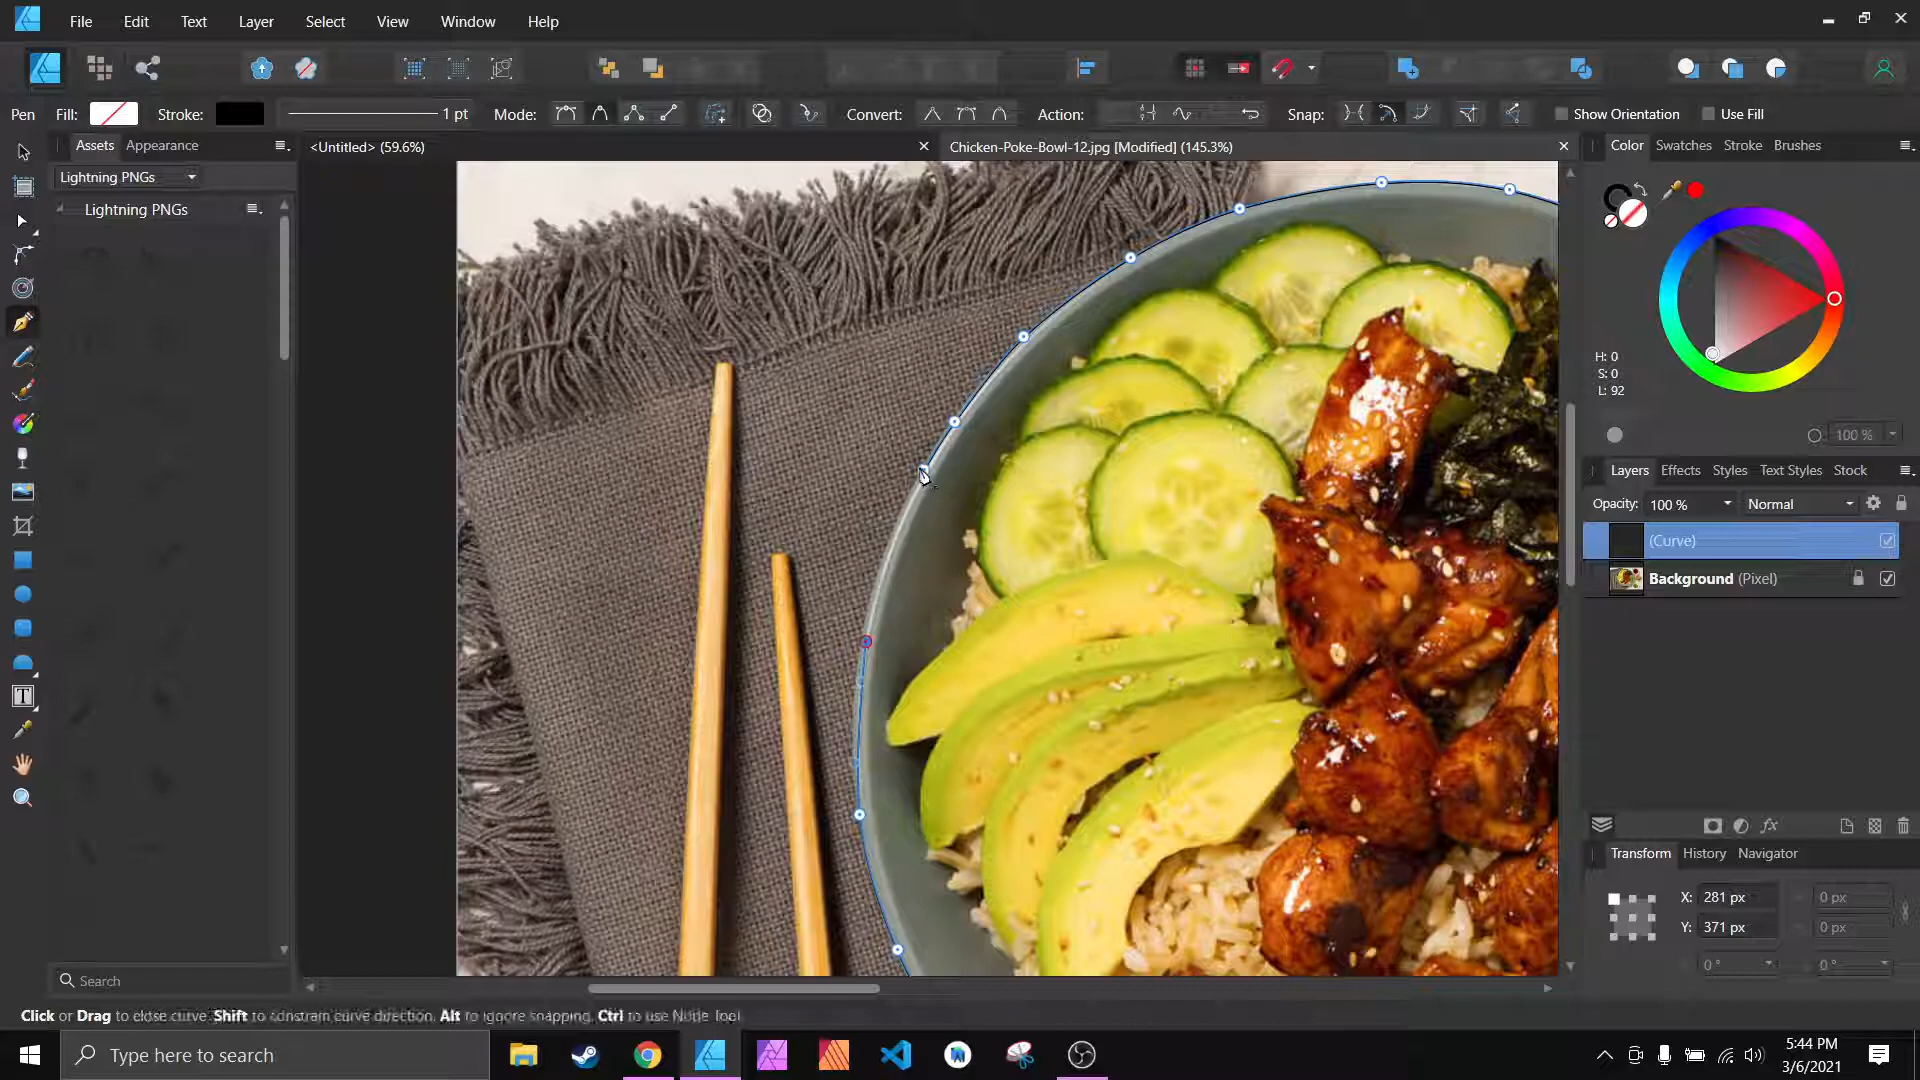 File Edit Text Layer Select View Window Help
Pen Fill: Stroke: 1 pt Mode: Convert: Action: Snap: Show Orientation Use Fill
Assets Appearance
<Untitled> (59.6%)
Chicken-Poke-Bowl-12.jpg [Modified] (145.3%)
Color Swatches Stroke Brushes
Lightning PNGs
Lightning PNGs
H: 0
S: 0
L: 92
100 %
Layers Effects Styles Text Styles Stock
Opacity: 100 % Normal
(Curve)
Background (Pixel)
Transform History Navigator
X: 281 px 0 px
Y: 371 px 0 px
0 ° 0 °
Search
Click or Drag to close curve. Shift to constrain curve direction. Alt to ignore snapping. Ctrl to use Node Tool
Type here to search
5:44 PM
3/6/2021